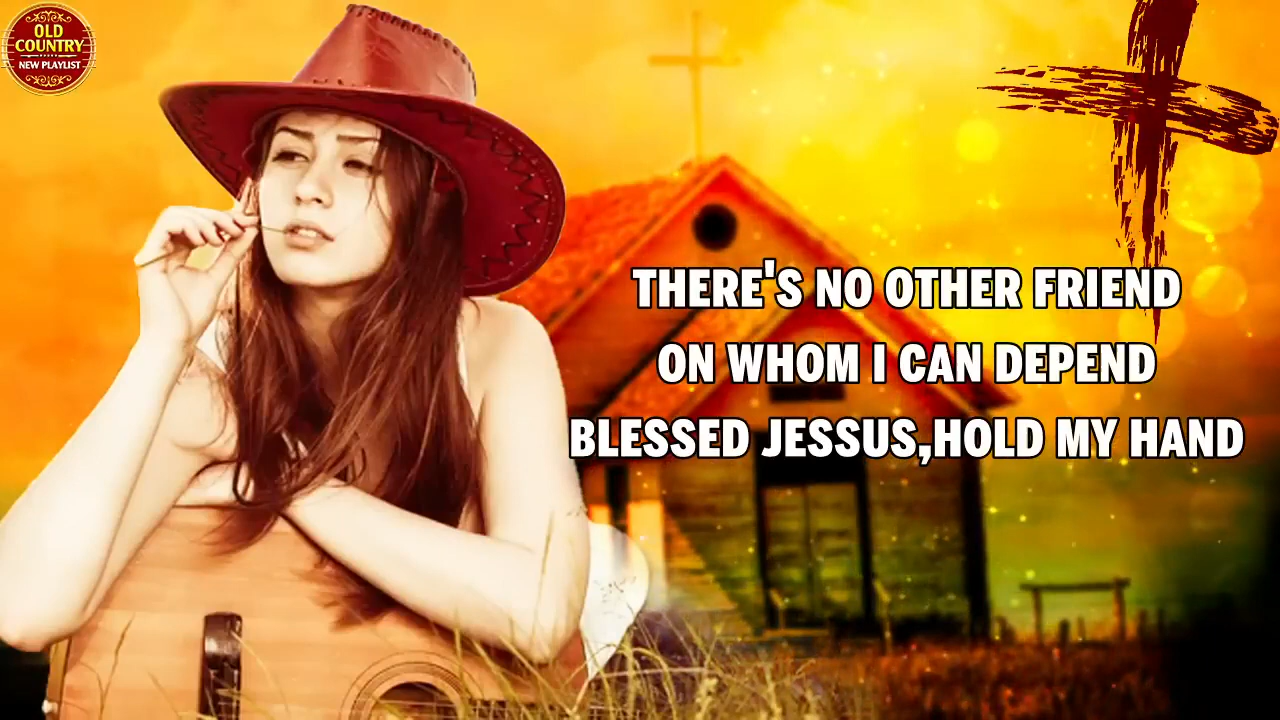 OLD
COUNTRY
NEW PLAYLIST
THERE'S NO OTHER FRIEND
ON WHOM I CAN DEPEND
BLESSED JESSUS,HOLD MY HAND